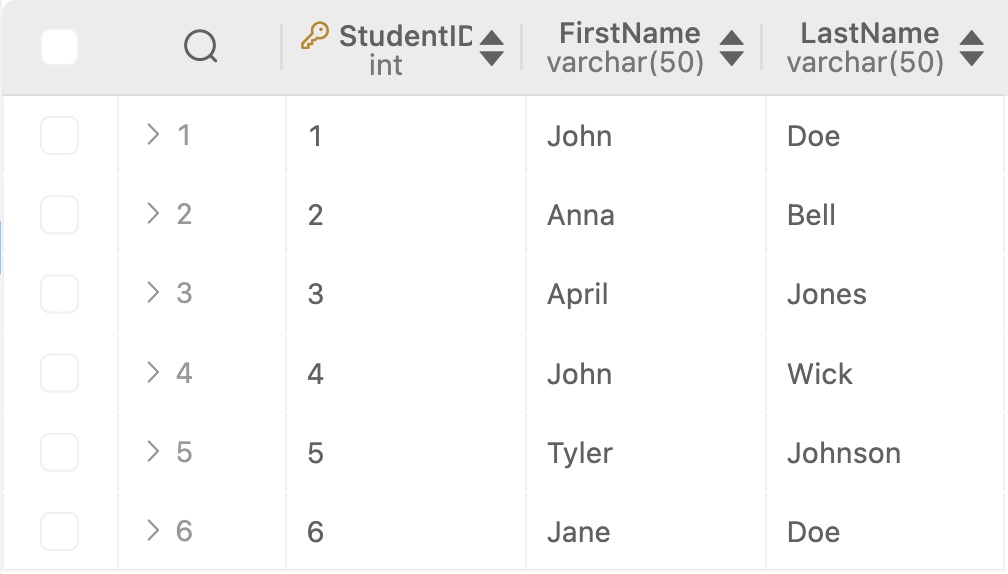 StudentID FirstName LastName
int varchar(50) varchar(50)
1 1 John Doe
2 2 Anna Bell
3 3 April Jones
4 4 John Wick
5 5 Tyler Johnson
6 6 Jane Doe